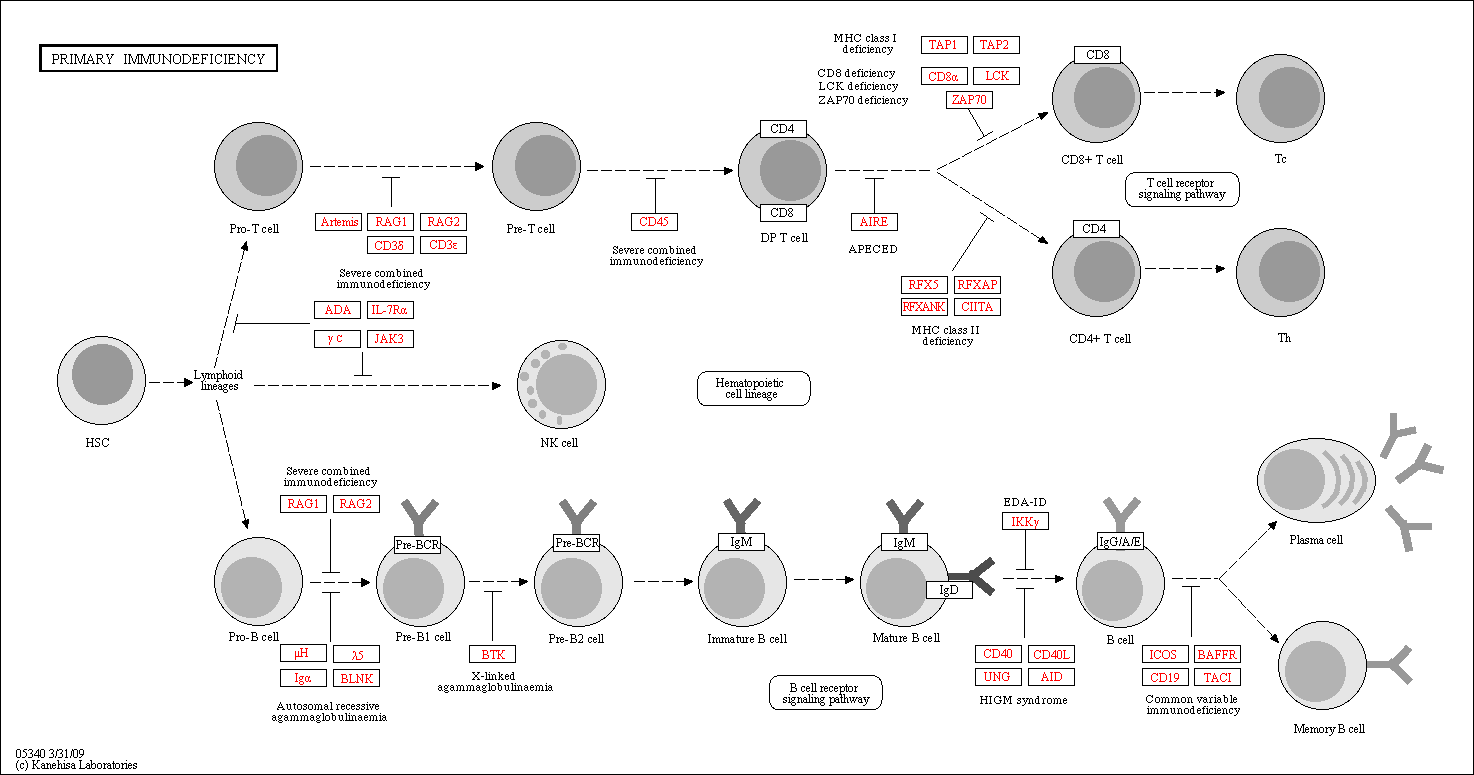 PRIMARY IMMUNODEFICIENCY
MHC class I
deficiency
TAP1 TAP2
CD8 deficiency
LCK deficiency
ZAP70 deficiency
CD8α LCK
ZAP70
CD8
CD8+ T cell
Tc
CD4
CD8
DP T cell
Pro-T cell
Pre-T cell
Artemis RAG1 RAG2
CD38 CD3ε
Severe combined
immunodeficiency
CD45
Severe combined
immunodeficiency
AIRE
APECED
T cell receptor
signaling pathway
CD4
CD4+ T cell
Th
RFX5 RFXAP
RFXANK CIITA
MHC class II
deficiency
ADA IL-7Rα
γc JAK3
HSC
Lymphoid
lineages
NK cell
Hematopoietic
cell lineage
Severe combined
immunodeficiency
RAG1 RAG2
Pre-BCR
Pre-BCR
IgM
IgM
IgD
EDA-ID
IKKγ
IgG/A/E
Plasma cell
Pro-B cell
Pre-B1 cell
Pre-B2 cell
Immature B cell
Mature B cell
B cell
μH λ5
Igα BLNK
Autosomal recessive
agammaglobulinaemia
BTK
X-linked
agammaglobulinaemia
B cell receptor
signaling pathway
CD40 CD40L
UNG AID
HIGM syndrome
ICOS BAFFR
CD19 TACI
Common variable
immunodeficiency
Memory B cell
05340 3/31/09
(c) Kanehisa Laboratories